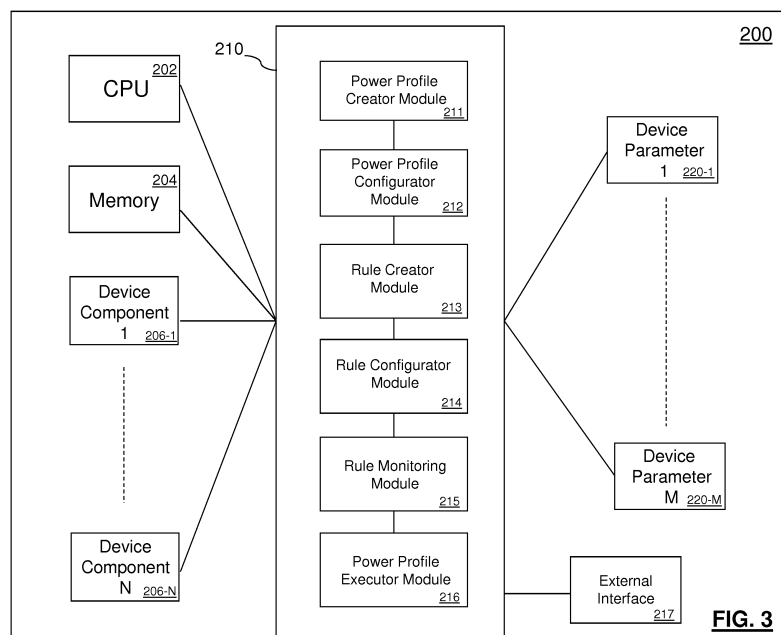 200
210
202
CPU
204
Memory
Device
Component
1
206-1
Device
Component
N
206-N
Power Profile
Creator Module
211
Power Profile
Configurator
Module
212
Rule Creator
Module
213
Rule Configurator
Module
214
Rule Monitoring
Module
215
Power Profile
Executor Module
216
Device
Parameter
1
220-1
Device
Parameter
M
220-M
External
Interface
217
FIG. 3